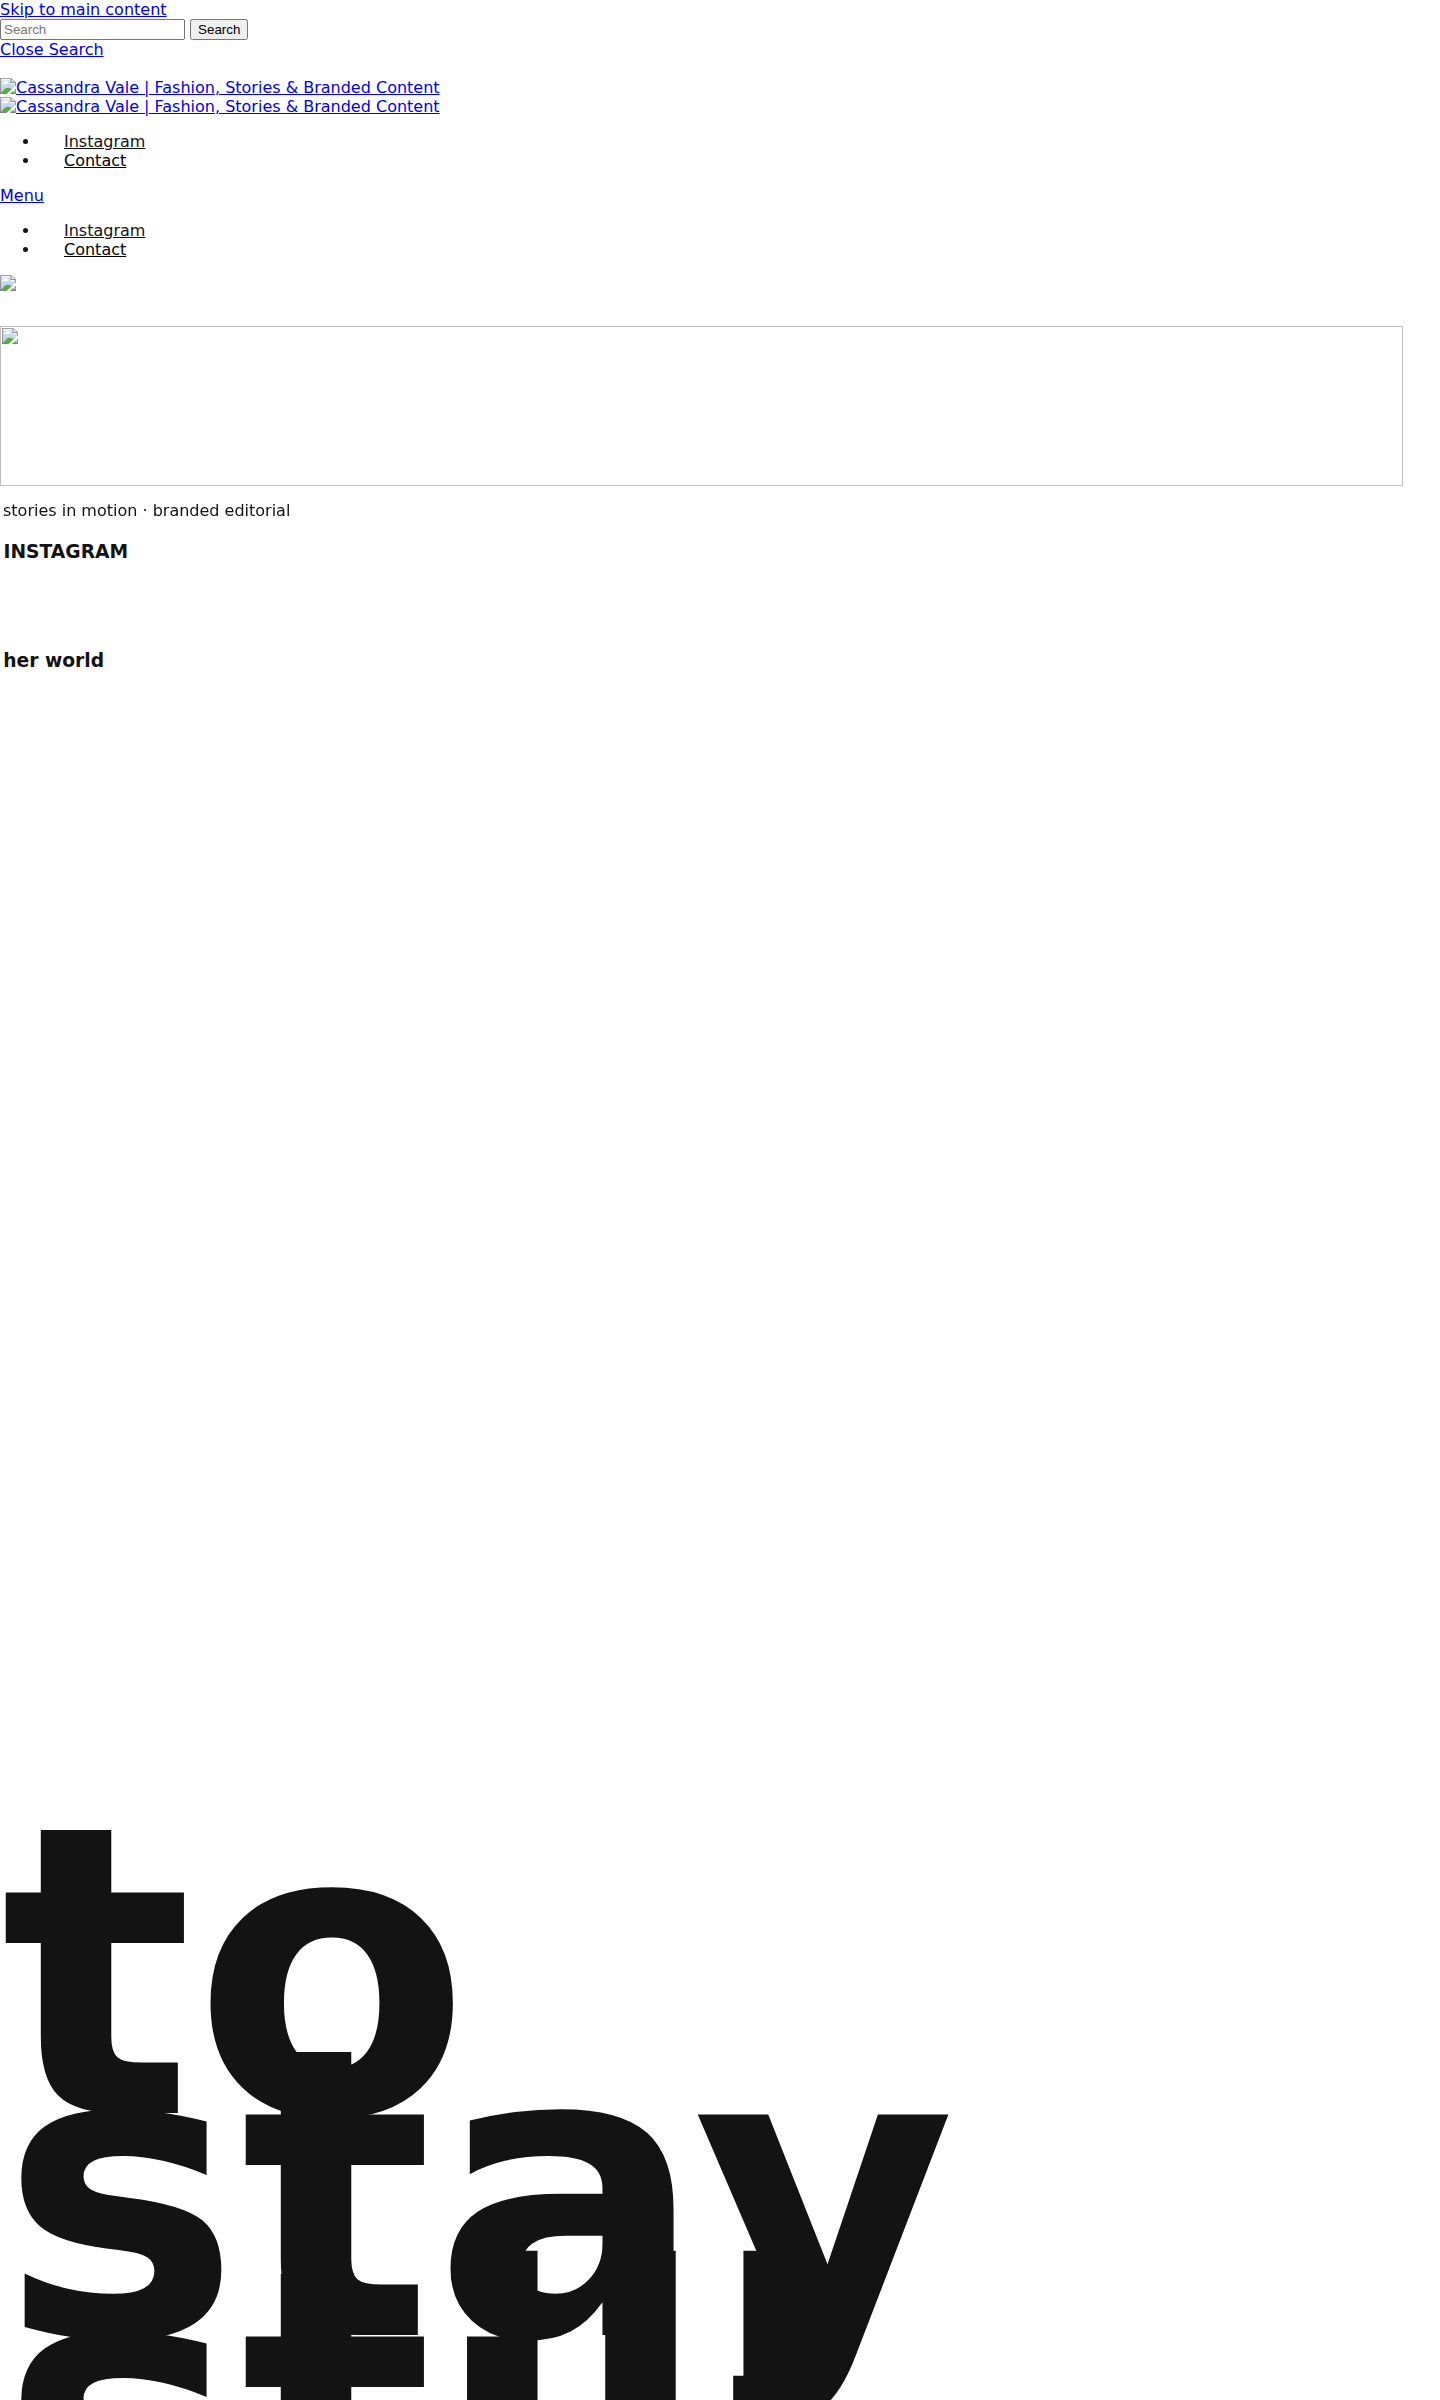 Skip to main content
Search Search
Close Search
Cassandra Vale | Fashion, Stories & Branded Content
Cassandra Vale | Fashion, Stories & Branded Content
Instagram
Contact
Menu
Instagram
Contact
stories in motion · branded editorial
INSTAGRAM
her world
to
stay